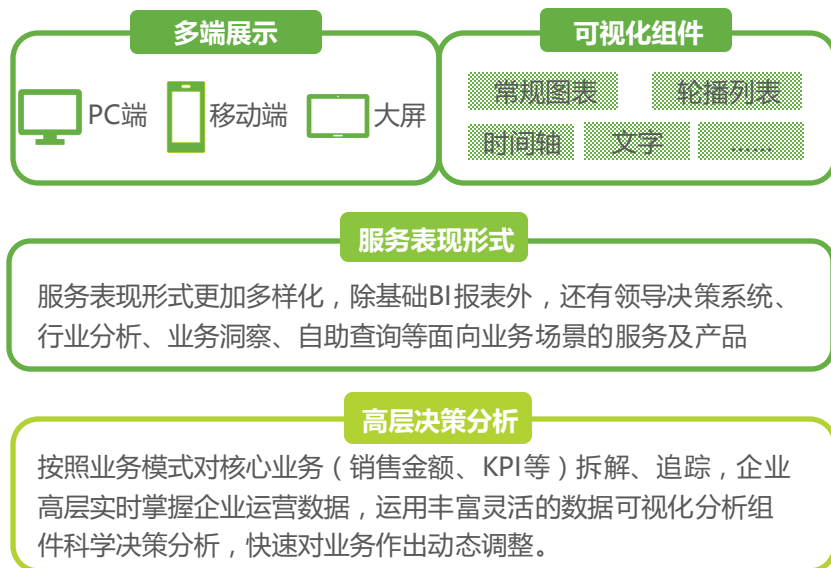 多端展示
PC端 移动端 大屏
可视化组件
常规图表 轮播列表
时间轴 文字 ......
服务表现形式
服务表现形式更加多样化，除基础BI报表外，还有领导决策系统、
行业分析、业务洞察、自助查询等面向业务场景的服务及产品
高层决策分析
按照业务模式对核心业务（销售金额、KPI等）拆解、追踪，企业
高层实时掌握企业运营数据，运用丰富灵活的数据可视化分析组
件科学决策分析，快速对业务作出动态调整。